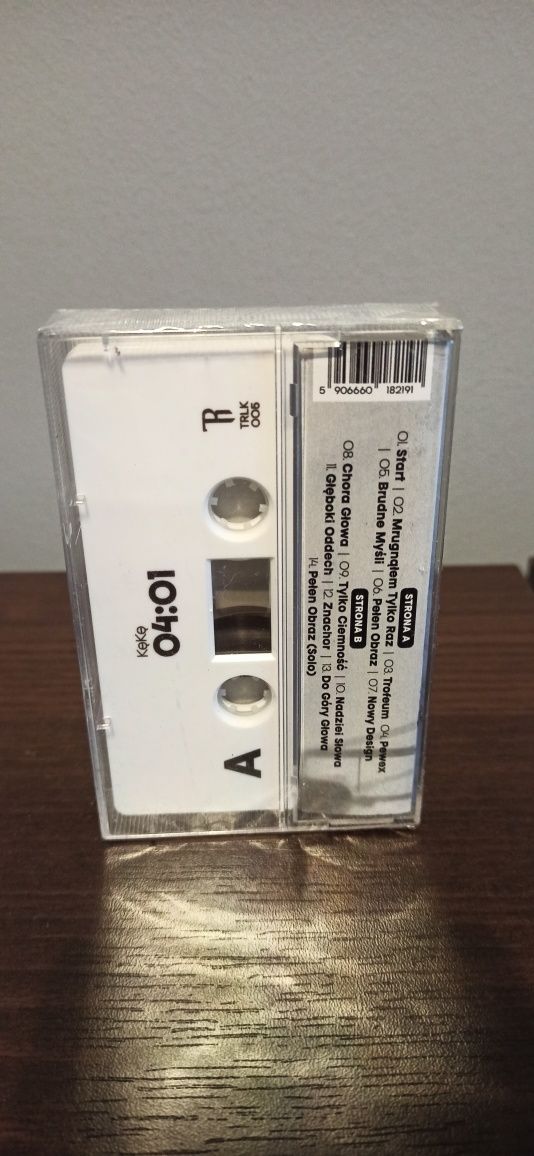 KęKę
04:01
TRLK
006
A
5 906660 182191
STRONA A
01. Start | 02. Mrugnąłem Tylko Raz | 03. Trofeum 04. Pewex
| 05. Brudne Myśli | 06. Pełen Obraz | 07. Nowy Design
STRONA B
08. Chora Głowa | 09. Tylko Ciemność | 10. Nadziei Słowa
11. Głęboki Oddech | 12. Znachor | 13. Do Góry Głowa
14. Pełen Obraz (Solo)